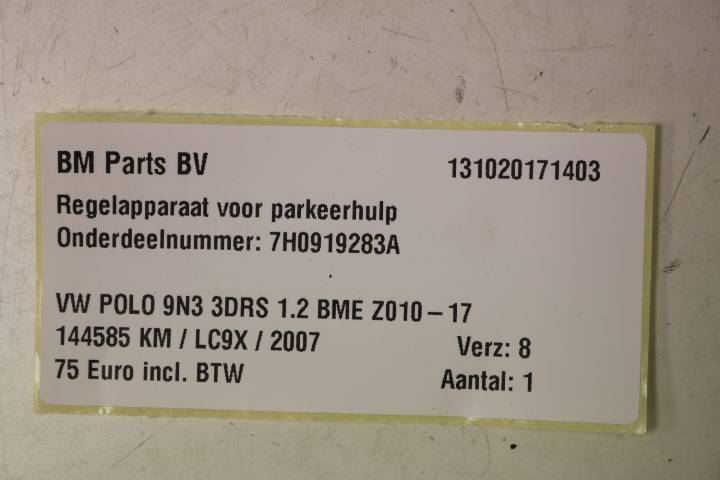 BM Parts BV 131020171403
Regelapparaat voor parkeerhulp
Onderdeelnummer: 7H0919283A
VW POLO 9N3 3DRS 1.2 BME Z010-17
144585 KM / LC9X / 2007 Verz: 8
75 Euro incl. BTW Aantal: 1